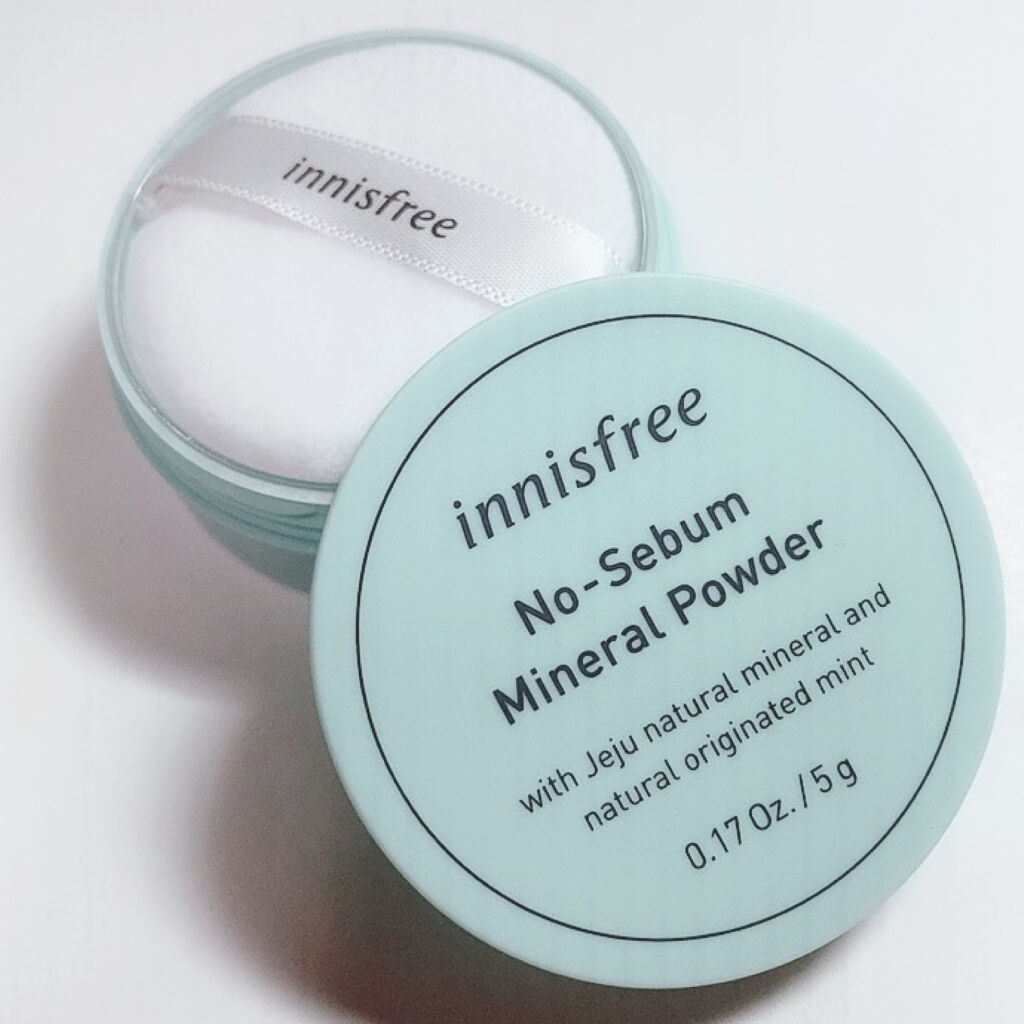 innisfree
innisfree
No-Sebum
Mineral Powder
with Jeju natural mineral and
natural originated mint
0.17 Oz. / 5 g